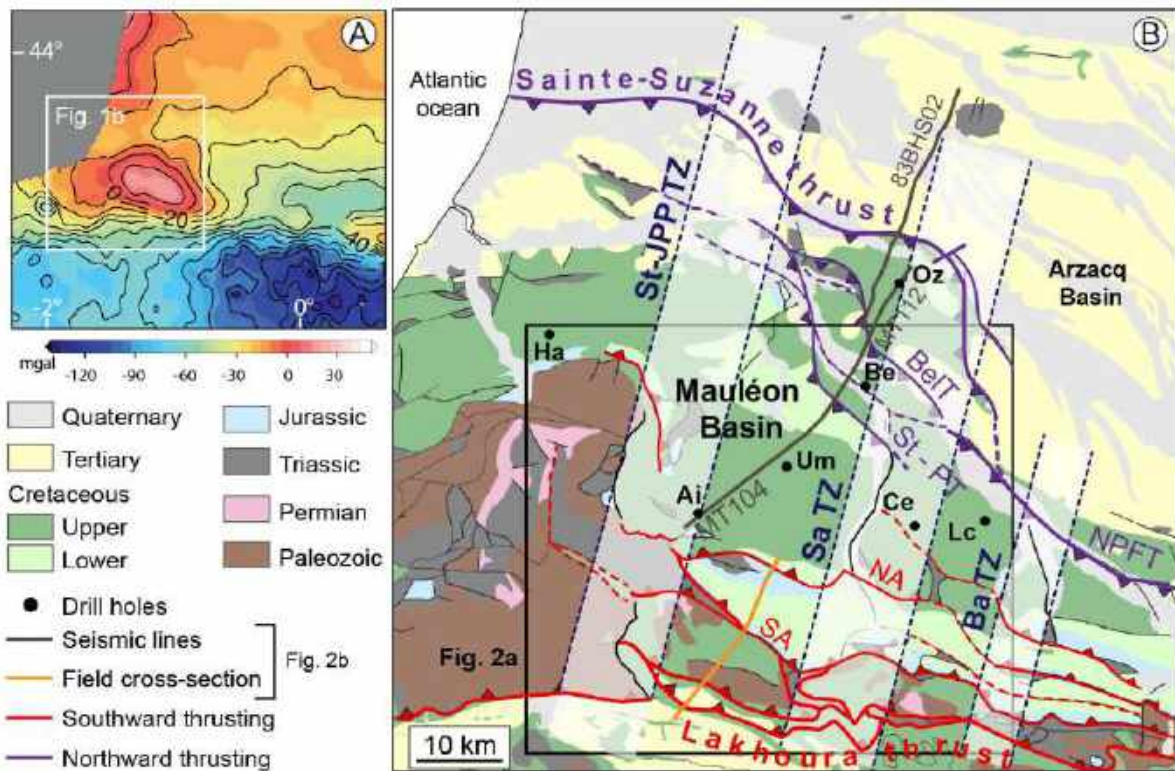 A
44°
Fig. 1b
0
-20
-2°
0°
mgal
-120
-90
-60
-30
0
30
Quaternary
Tertiary
Cretaceous
Upper
Lower
Jurassic
Triassic
Permian
Paleozoic
Drill holes
Seismic lines
Field cross-section
Fig. 2b
Southward thrusting
Northward thrusting
B
Atlantic
ocean
Sainte-Suzanne thrust
83BHS02
St-JPP TZ
Oz
MT112
Arzacq
Basin
Ha
Be
BelT
Mauléon
Basin
St - PT
Um
Ai
MT104
Sa TZ
Ce
Lc
NPFT
NA
Ba TZ
SA
Fig. 2a
10 km
Lakhoura thrust